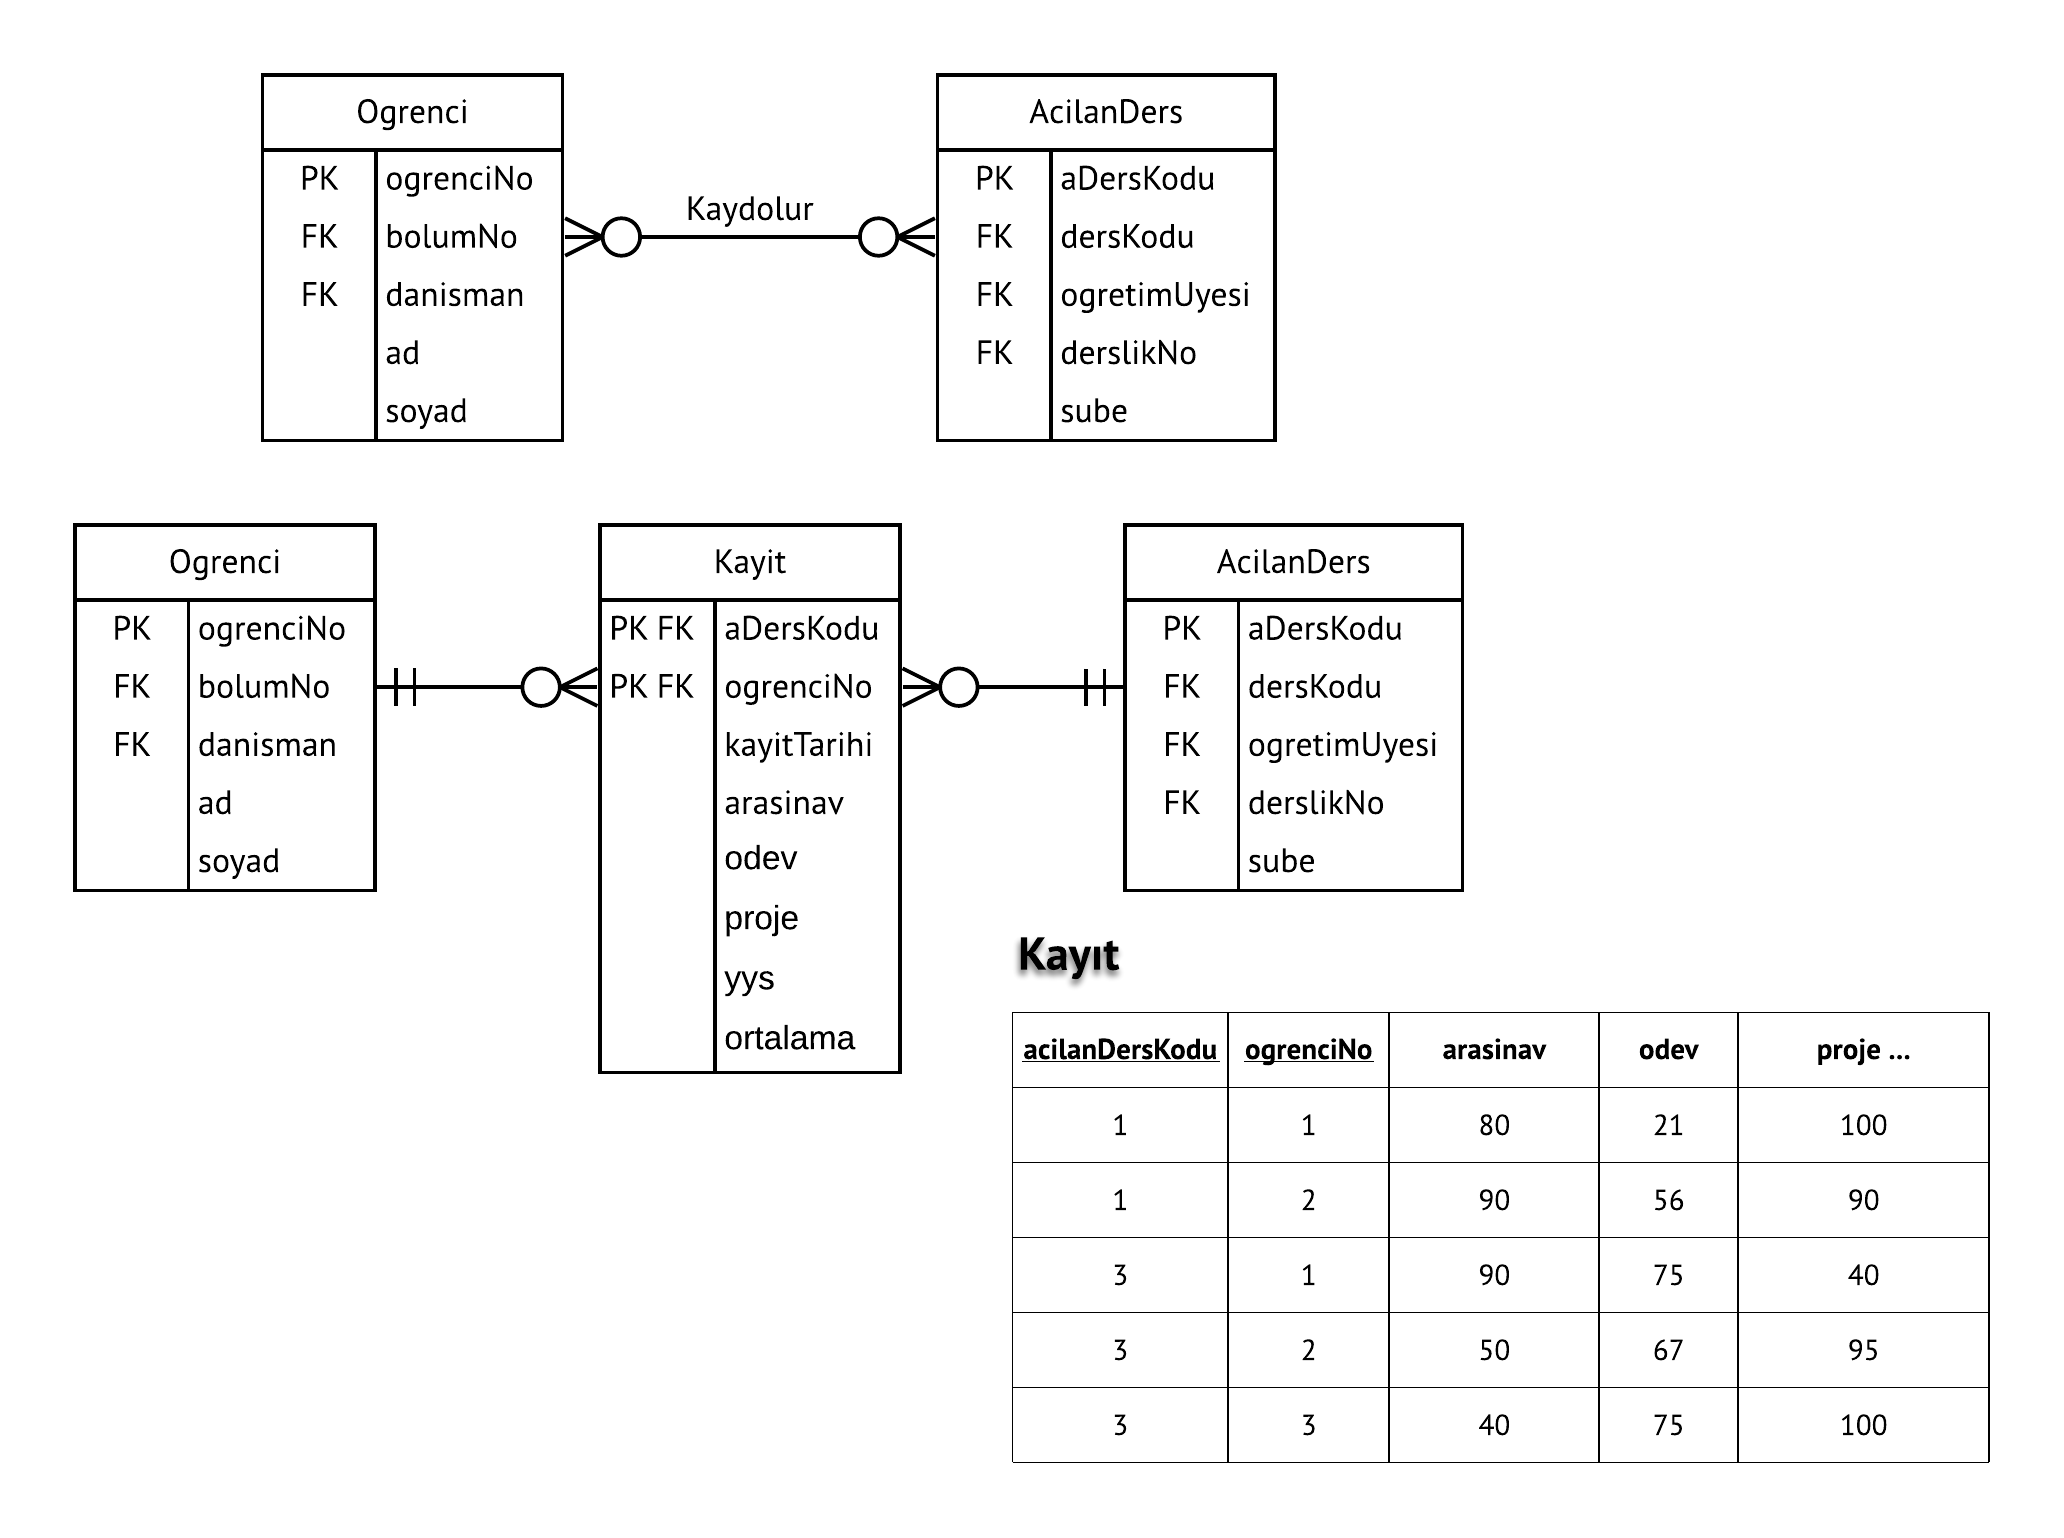 Ogrenci
PK ogrenciNo
FK bolumNo
FK danisman
ad
soyad
Kaydolur
AcilanDers
PK aDersKodu
FK dersKodu
FK ogretimUyesi
FK derslikNo
sube
Ogrenci
PK ogrenciNo
FK bolumNo
FK danisman
ad
soyad
Kayit
PK FK aDersKodu
PK FK ogrenciNo
kayitTarihi
arasinav
odev
proje
yys
ortalama
AcilanDers
PK aDersKodu
FK dersKodu
FK ogretimUyesi
FK derslikNo
sube
Kayıt
acilanDersKodu ogrenciNo arasinav odev proje ...
1 1 80 21 100
1 2 90 56 90
3 1 90 75 40
3 2 50 67 95
3 3 40 75 100